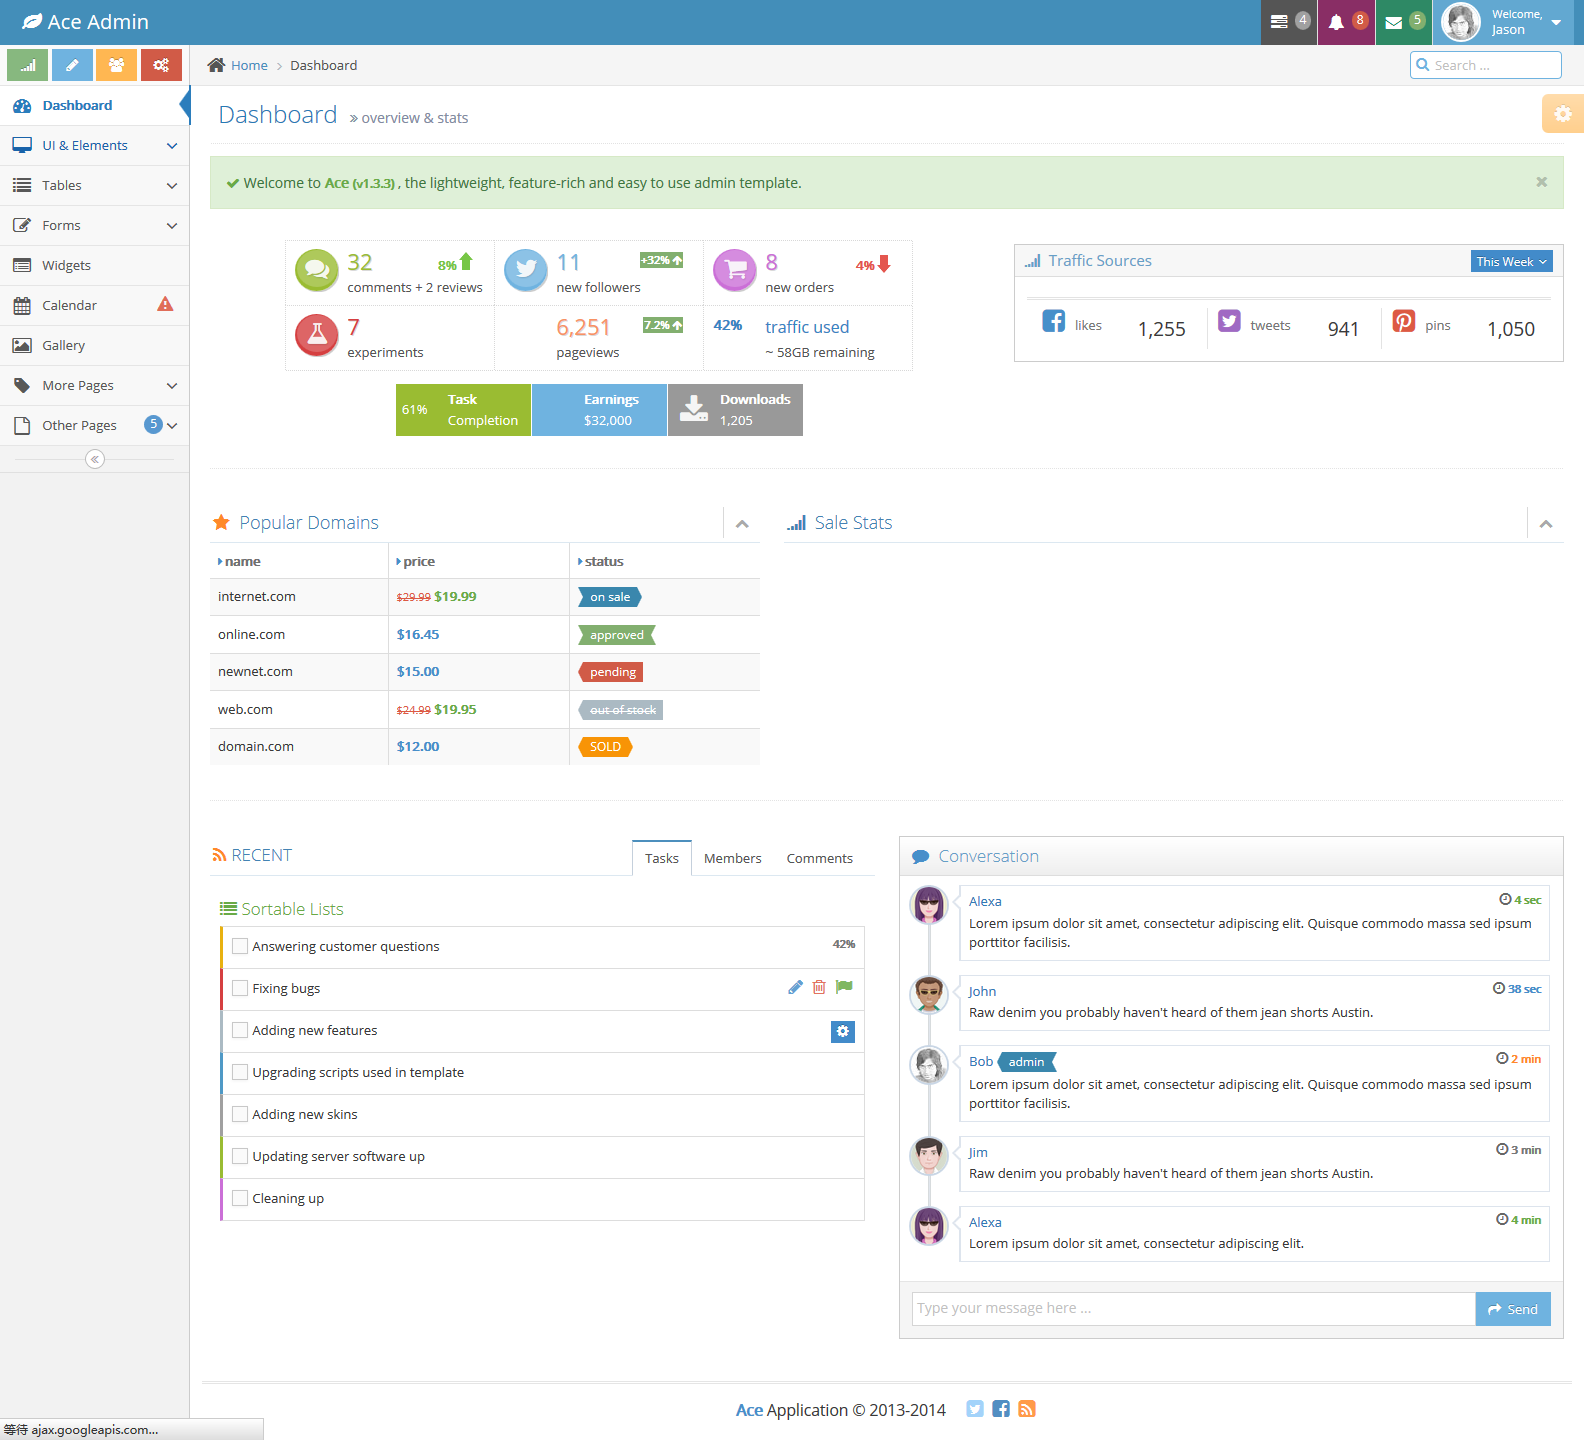 Ace Admin
4
8
5
Welcome,
Jason
Home > Dashboard
Search ...
Dashboard
UI & Elements
Tables
Forms
Widgets
Calendar
Gallery
More Pages
Other Pages 5
Dashboard » overview & stats
Welcome to Ace (v1.3.3) , the lightweight, feature-rich and easy to use admin template.
32 8%
comments + 2 reviews
11 +32%
new followers
8 4%
new orders
7
experiments
6,251 7.2%
pageviews
42% traffic used
~ 58GB remaining
61% Task
Completion
Earnings
$32,000
Downloads
1,205
Traffic Sources This Week
likes 1,255
tweets 941
pins 1,050
Popular Domains
name price status
internet.com $29.99 $19.99 on sale
online.com $16.45 approved
newnet.com $15.00 pending
web.com $24.99 $19.95 out of stock
domain.com $12.00 SOLD
Sale Stats
RECENT
Tasks Members Comments
Sortable Lists
Answering customer questions 42%
Fixing bugs
Adding new features
Upgrading scripts used in template
Adding new skins
Updating server software up
Cleaning up
Conversation
Alexa 4 sec
Lorem ipsum dolor sit amet, consectetur adipiscing elit. Quisque commodo massa sed ipsum
porttitor facilisis.
John 38 sec
Raw denim you probably haven't heard of them jean shorts Austin.
Bob admin 2 min
Lorem ipsum dolor sit amet, consectetur adipiscing elit. Quisque commodo massa sed ipsum
porttitor facilisis.
Jim 3 min
Raw denim you probably haven't heard of them jean shorts Austin.
Alexa 4 min
Lorem ipsum dolor sit amet, consectetur adipiscing elit.
Type your message here ...
Send
Ace Application © 2013-2014
等待 ajax.googleapis.com...